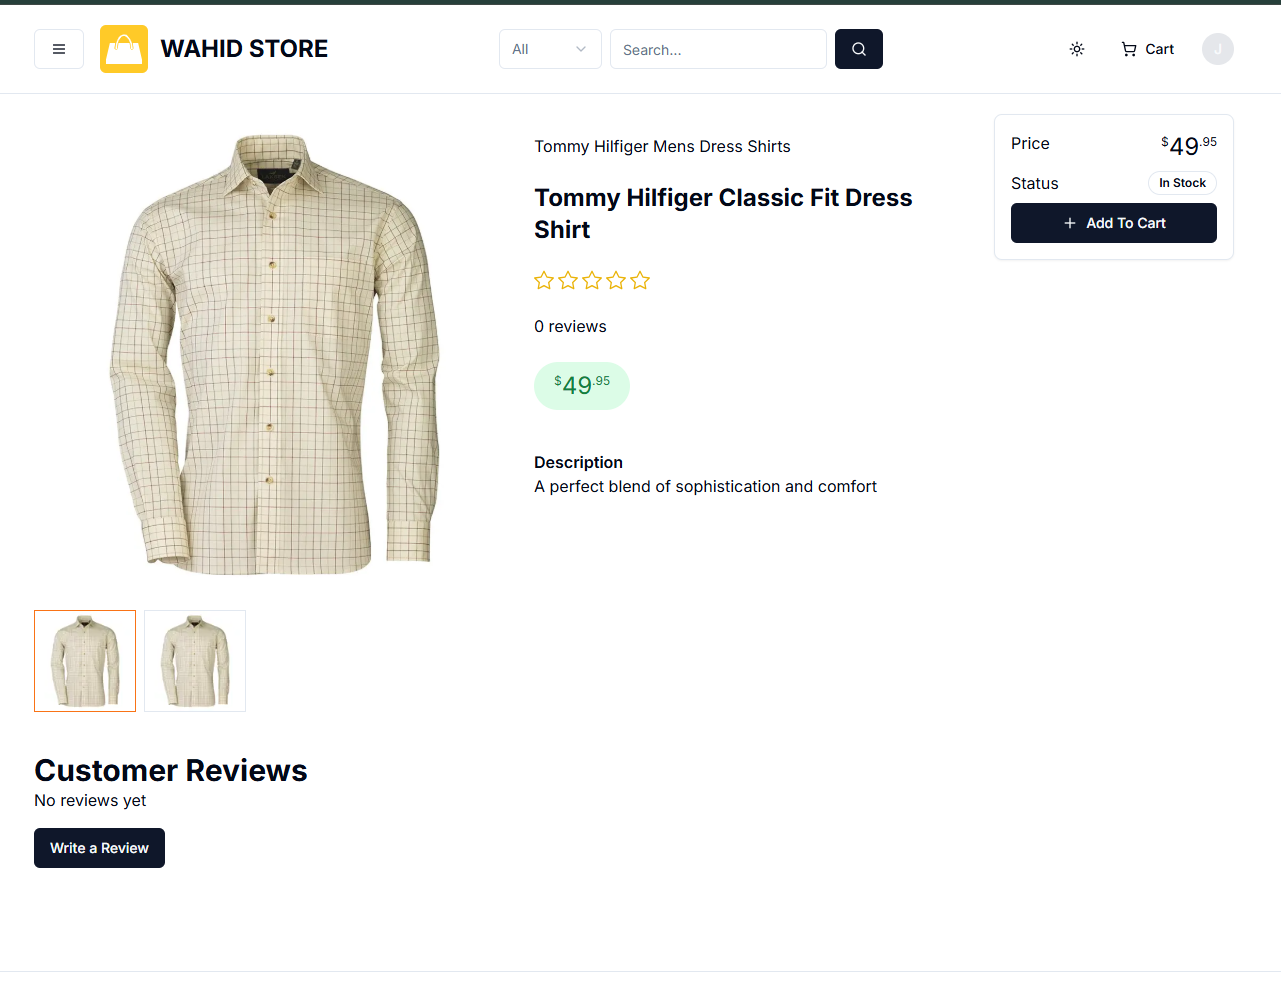 WAHID STORE
All
Search...
Cart
J
Tommy Hilfiger Mens Dress Shirts
Tommy Hilfiger Classic Fit Dress
Shirt
0 reviews
$49.95
Description
A perfect blend of sophistication and comfort
Price
$49.95
Status
In Stock
Add To Cart
Customer Reviews
No reviews yet
Write a Review